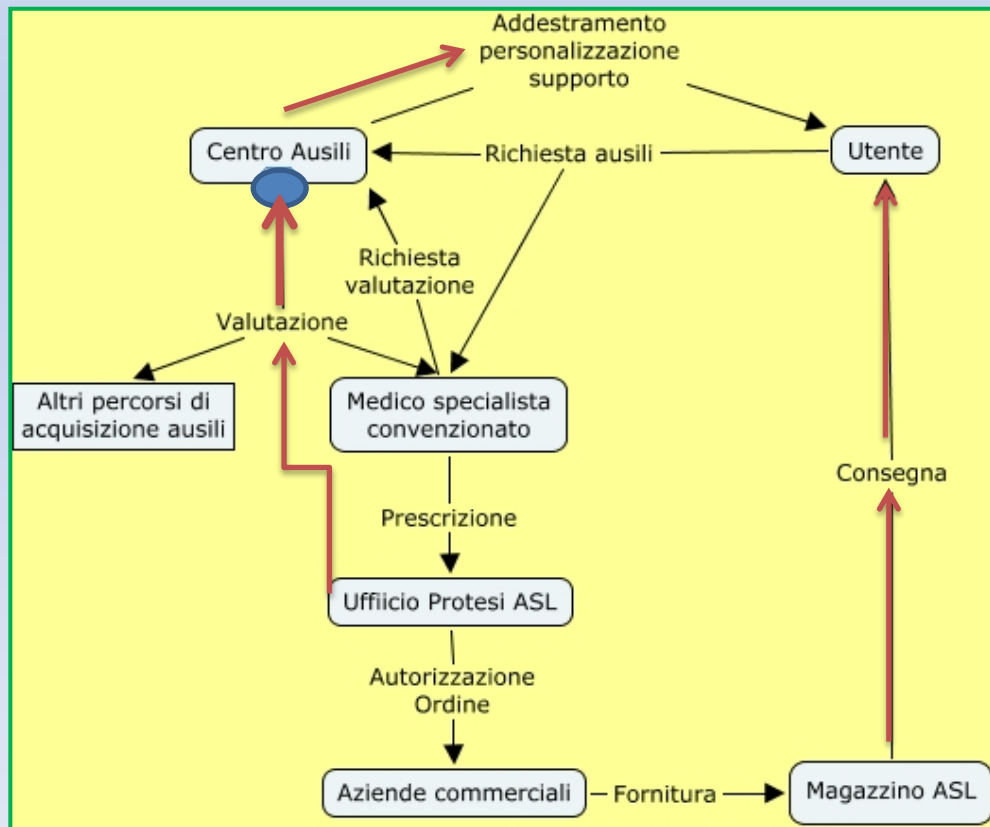 Addestramento
personalizzazione
supporto
Centro Ausili
Richiesta ausili
Utente
Richiesta
valutazione
Valutazione
Altri percorsi di
acquisizione ausili
Medico specialista
convenzionato
Consegna
Prescrizione
Uffiicio Protesi ASL
Autorizzazione
Ordine
Aziende commerciali
Fornitura
Magazzino ASL